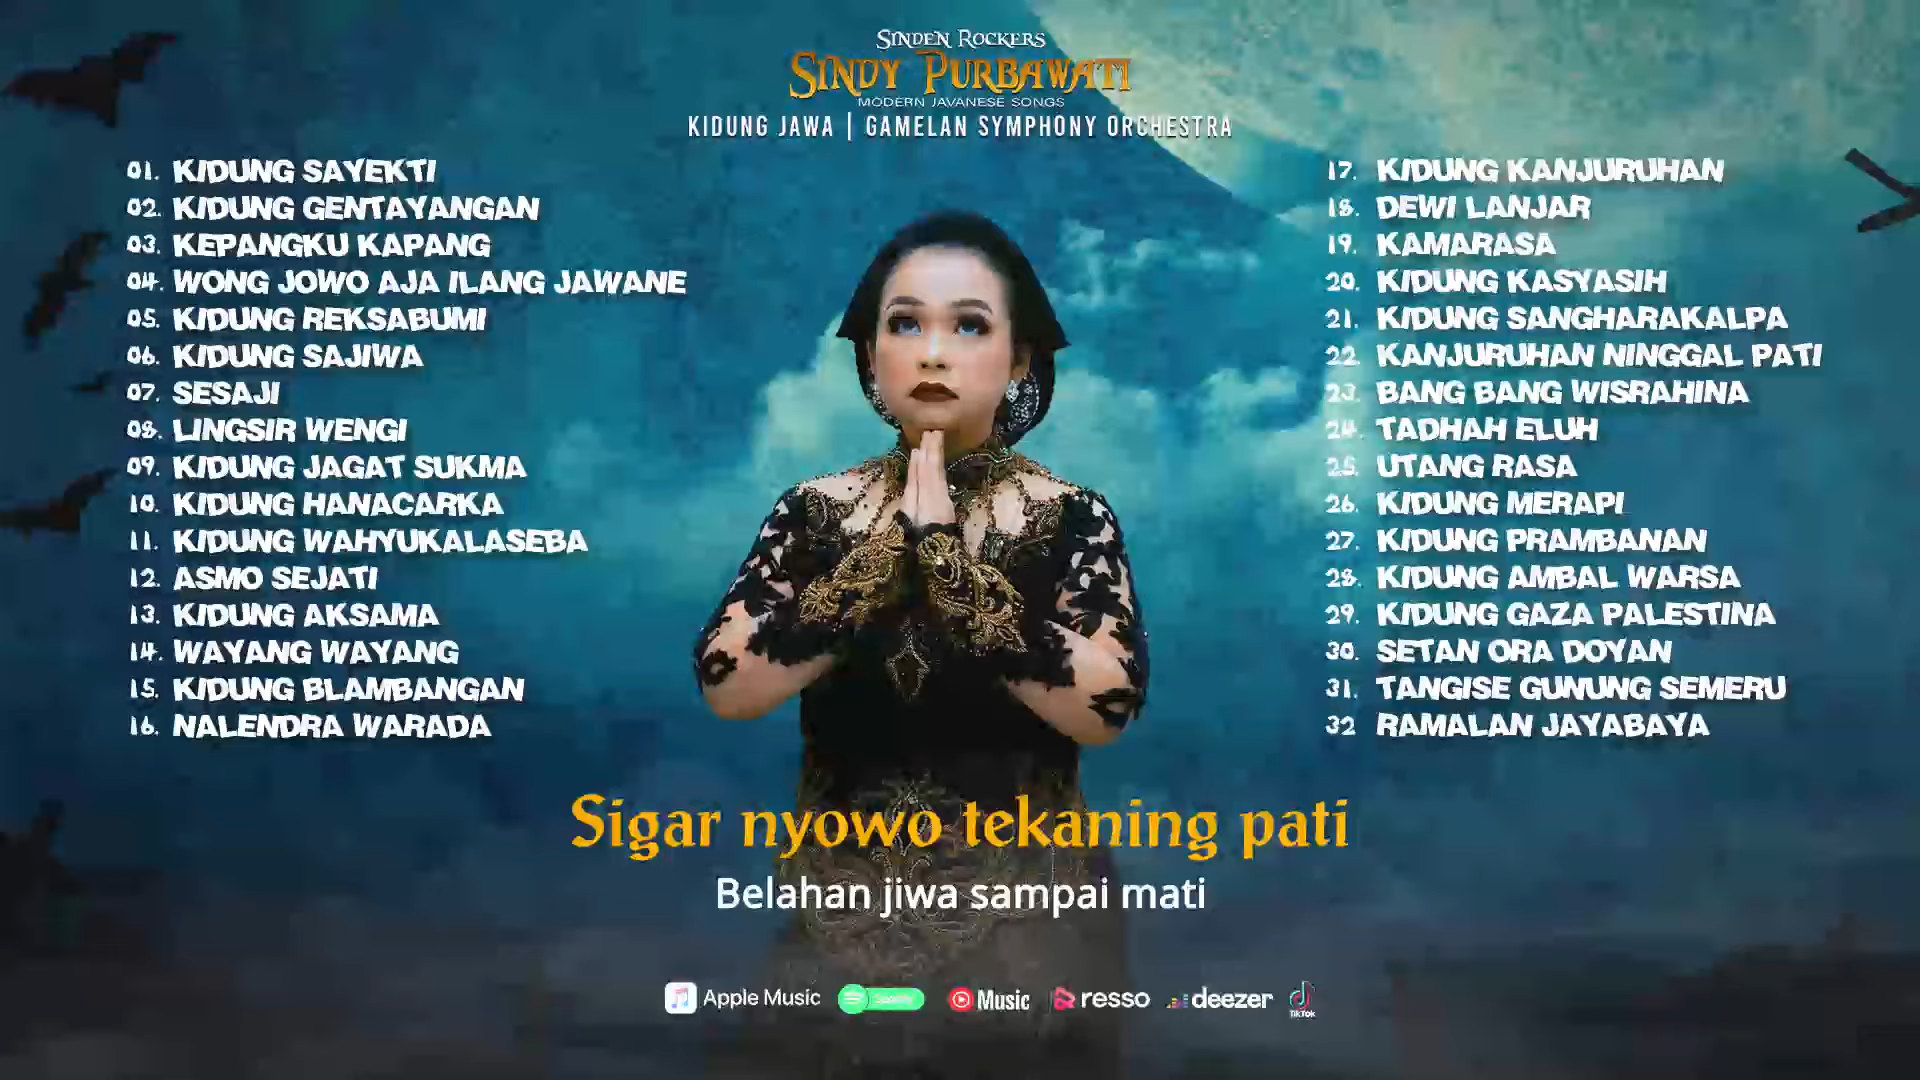 SINDEN ROCKERS
SINDY PURBAWATI
MODERN JAVANESE SONGS
KIDUNG JAWA | GAMELAN SYMPHONY ORCHESTRA
01. KIDUNG SAYEKTI
02. KIDUNG GENTAYANGAN
03. KEPANGKU KAPANG
04. WONG JOWO AJA ILANG JAWANE
05. KIDUNG REKSABUMI
06. KIDUNG SAJIWA
07. SESAJI
08. LINGSIR WENGI
09. KIDUNG JAGAT SUKMA
10. KIDUNG HANACARKA
11. KIDUNG WAHYUKALASEBA
12. ASMO SEJATI
13. KIDUNG AKSAMA
14. WAYANG WAYANG
15. KIDUNG BLAMBANGAN
16. NALENDRA WARADA
17. KIDUNG KANJURUHAN
18. DEWI LANJAR
19. KAMARASA
20. KIDUNG KASYASIH
21. KIDUNG SANGHARAKALPA
22. KANJURUHAN NINGGAL PATI
23. BANG BANG WISRAHINA
24. TADHAH ELUH
25. UTANG RASA
26. KIDUNG MERAPI
27. KIDUNG PRAMBANAN
28. KIDUNG AMBAL WARSA
29. KIDUNG GAZA PALESTINA
30. SETAN ORA DOYAN
31. TANGISE GUNUNG SEMERU
32 RAMALAN JAYABAYA
Sigar nyowo tekaning pati
Belahan jiwa sampai mati
Apple Music Spotify Music resso deezer TikTok